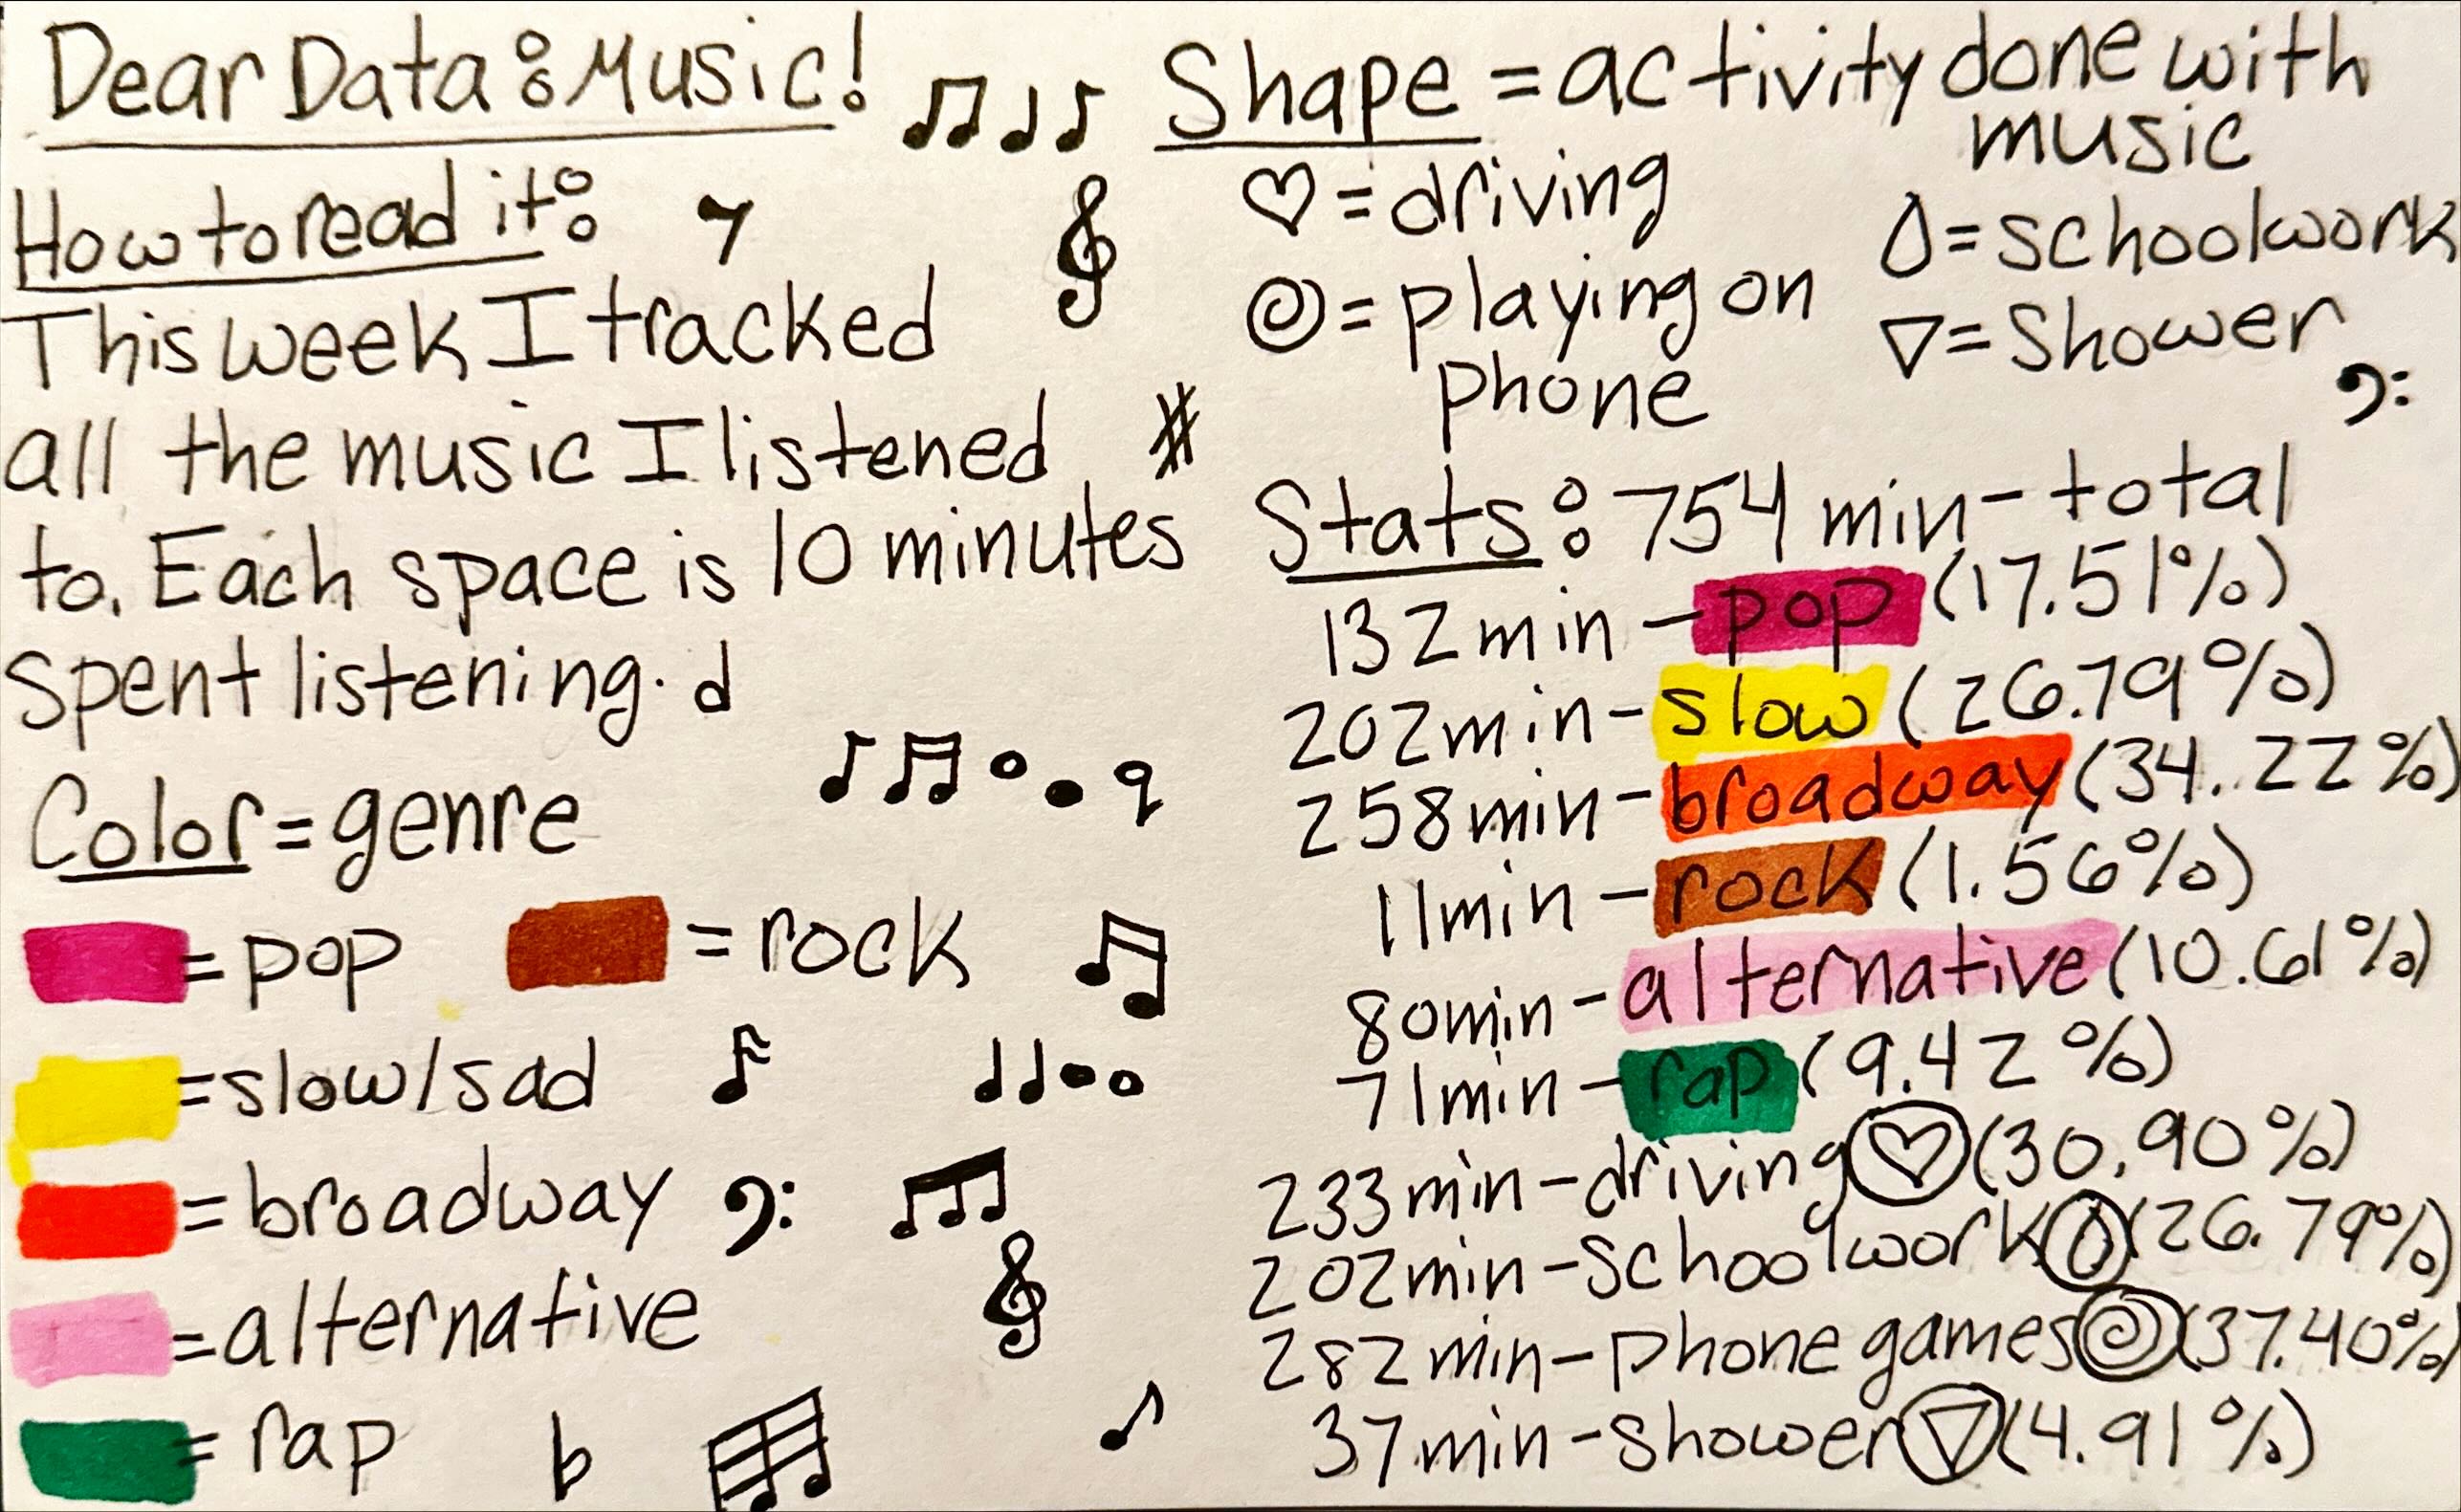 Dear Data: Music!
How to read it:
This week I tracked
all the music I listened
to. Each space is 10 minutes
spent listening.
Color = genre
= pop
= rock
= slow/sad
= broadway
= alternative
= rap
Shape = activity done with
music
= driving
= schoolwork
= playing on
phone
= Shower
Stats: 754 min - total
132 min - pop (17.51%)
202 min - slow (26.79%)
258 min - broadway (34.22%)
11 min - rock (1.56%)
80 min - alternative (10.61%)
71 min - rap (9.42%)
233 min - driving (30.90%)
202 min - schoolwork (26.79%)
282 min - phone games (37.40%)
37 min - shower (4.91%)